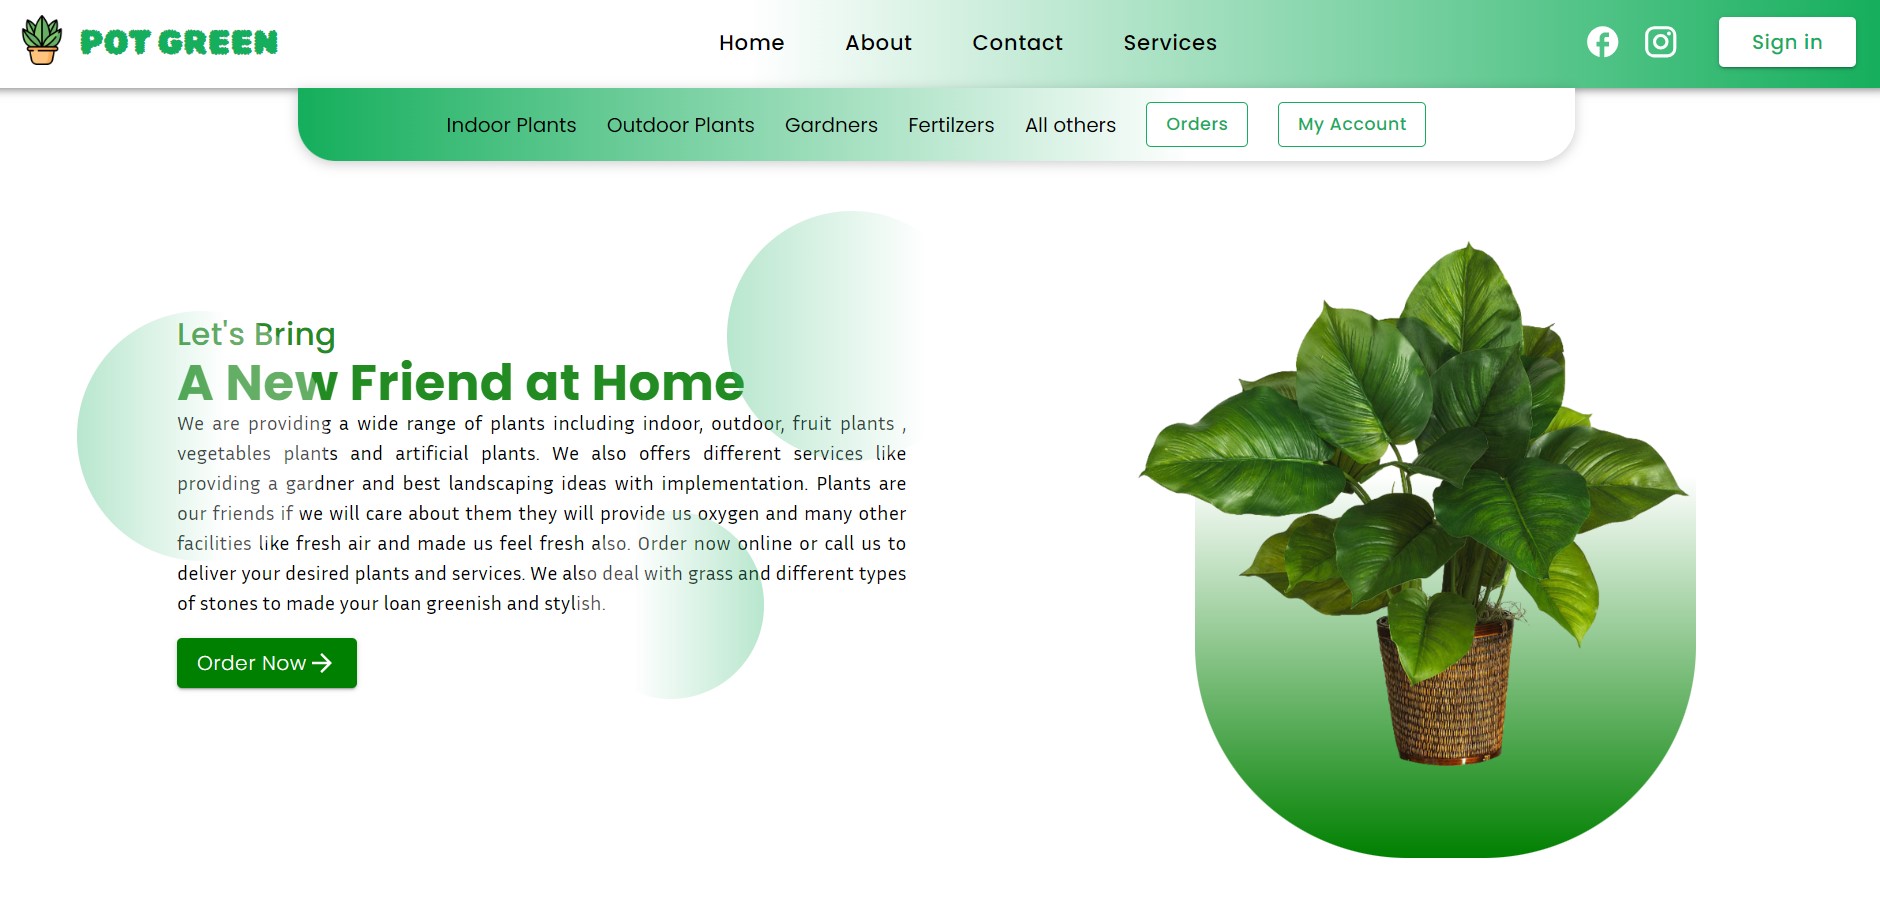 POT GREEN
Home About Contact Services
Sign in
Indoor Plants Outdoor Plants Gardners Fertilzers All others Orders My Account
Let's Bring
A New Friend at Home
We are providing a wide range of plants including indoor, outdoor, fruit plants ,
vegetables plants and artificial plants. We also offers different services like
providing a gardner and best landscaping ideas with implementation. Plants are
our friends if we will care about them they will provide us oxygen and many other
facilities like fresh air and made us feel fresh also. Order now online or call us to
deliver your desired plants and services. We also deal with grass and different types
of stones to made your loan greenish and stylish.
Order Now